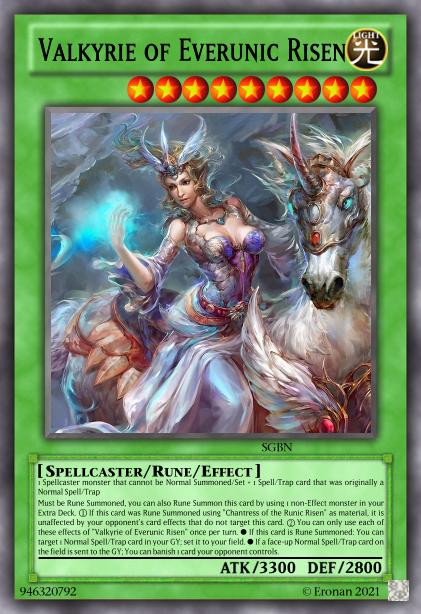 VALKYRIE OF EVERUNIC RISEN
LIGHT
光
SGBN
[ SPELLCASTER/RUNE/EFFECT ]
1 Spellcaster monster that cannot be Normal Summoned/Set + 1 Spell/Trap card that was originally a
Normal Spell/Trap
Must be Rune Summoned, you can also Rune Summon this card by using 1 non-Effect monster in your
Extra Deck. ① If this card was Rune Summoned using "Chantress of the Runic Risen" as material, it is
unaffected by your opponent's card effects that do not target this card. ② You can only use each of
these effects of "Valkyrie of Everunic Risen" once per turn. ● If this card is Rune Summoned: You can
target 1 Normal Spell/Trap card in your GY; set it to your field. ● If a face-up Normal Spell/Trap card on
the field is sent to the GY; You can banish 1 card your opponent controls.
ATK/3300 DEF/2800
946320792
© Eronan 2021